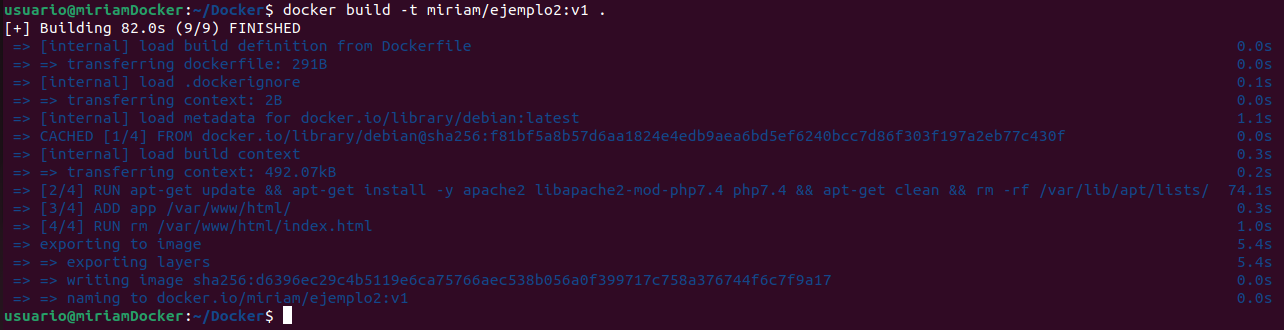 usuario@miriamDocker:~/Docker$ docker build -t miriam/ejemplo2:v1 .
[+] Building 82.0s (9/9) FINISHED
=> [internal] load build definition from Dockerfile 0.0s
=> => transferring dockerfile: 291B 0.0s
=> [internal] load .dockerignore 0.1s
=> => transferring context: 2B 0.0s
=> [internal] load metadata for docker.io/library/debian:latest 1.1s
=> CACHED [1/4] FROM docker.io/library/debian@sha256:f81bf5a8b57d6aa1824e4edb9aea6bd5ef6240bcc7d86f303f197a2eb77c430f 0.0s
=> [internal] load build context 0.3s
=> => transferring context: 492.07kB 0.2s
=> [2/4] RUN apt-get update && apt-get install -y apache2 libapache2-mod-php7.4 php7.4 && apt-get clean && rm -rf /var/lib/apt/lists/ 74.1s
=> [3/4] ADD app /var/www/html/ 0.3s
=> [4/4] RUN rm /var/www/html/index.html 1.0s
=> exporting to image 5.4s
=> => exporting layers 5.4s
=> => writing image sha256:d6396ec29c4b5119e6ca75766aec538b056a0f399717c758a376744f6c7f9a17 0.0s
=> => naming to docker.io/miriam/ejemplo2:v1 0.0s
usuario@miriamDocker:~/Docker$